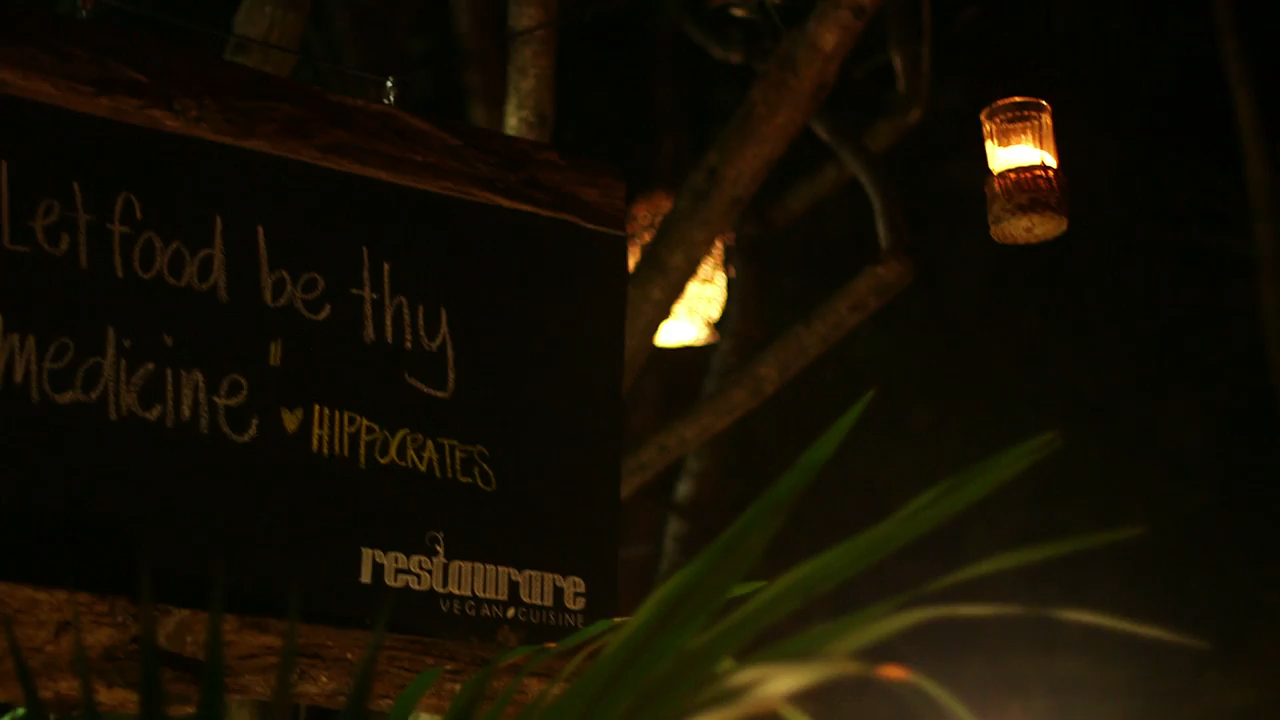 Let food be thy
medicine"
♥ HIPPOCRATES
restaurare
VEGAN CUISINE